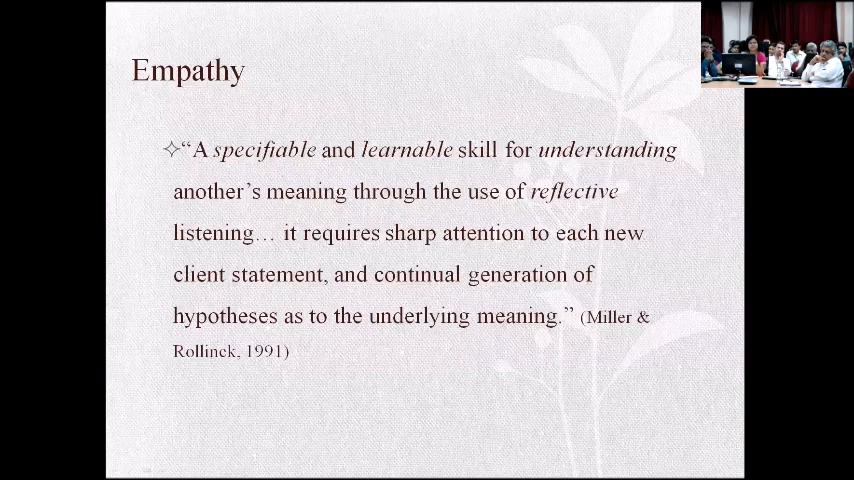 Empathy
✧“A specifiable and learnable skill for understanding
another’s meaning through the use of reflective
listening… it requires sharp attention to each new
client statement, and continual generation of
hypotheses as to the underlying meaning.” (Miller &
Rollinck, 1991)